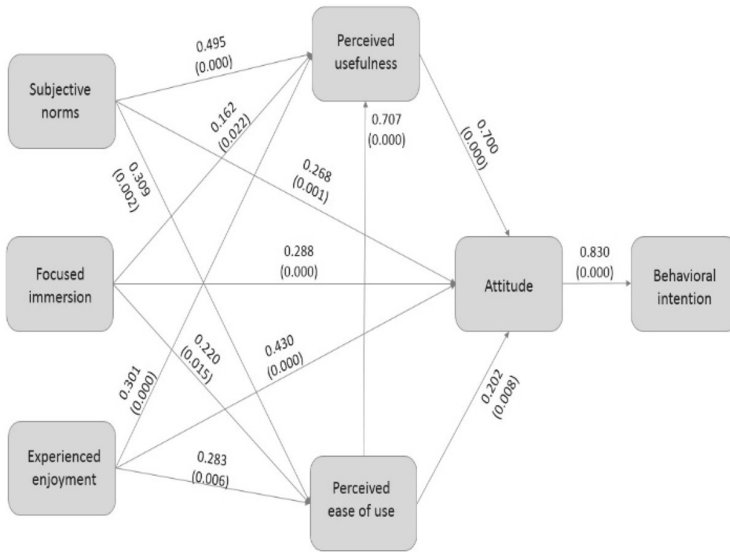 Perceived
usefulness
0.495
(0.000)
Subjective
norms
0.162
(0.022)
0.707
(0.000)
0.700
(0.000)
0.309
(0.002)
0.268
(0.001)
Focused
immersion
0.288
(0.000)
Attitude
0.830
(0.000)
Behavioral
intention
0.301
(0.000)
0.220
(0.015)
0.430
(0.000)
0.202
(0.008)
Experienced
enjoyment
0.283
(0.006)
Perceived
ease of use